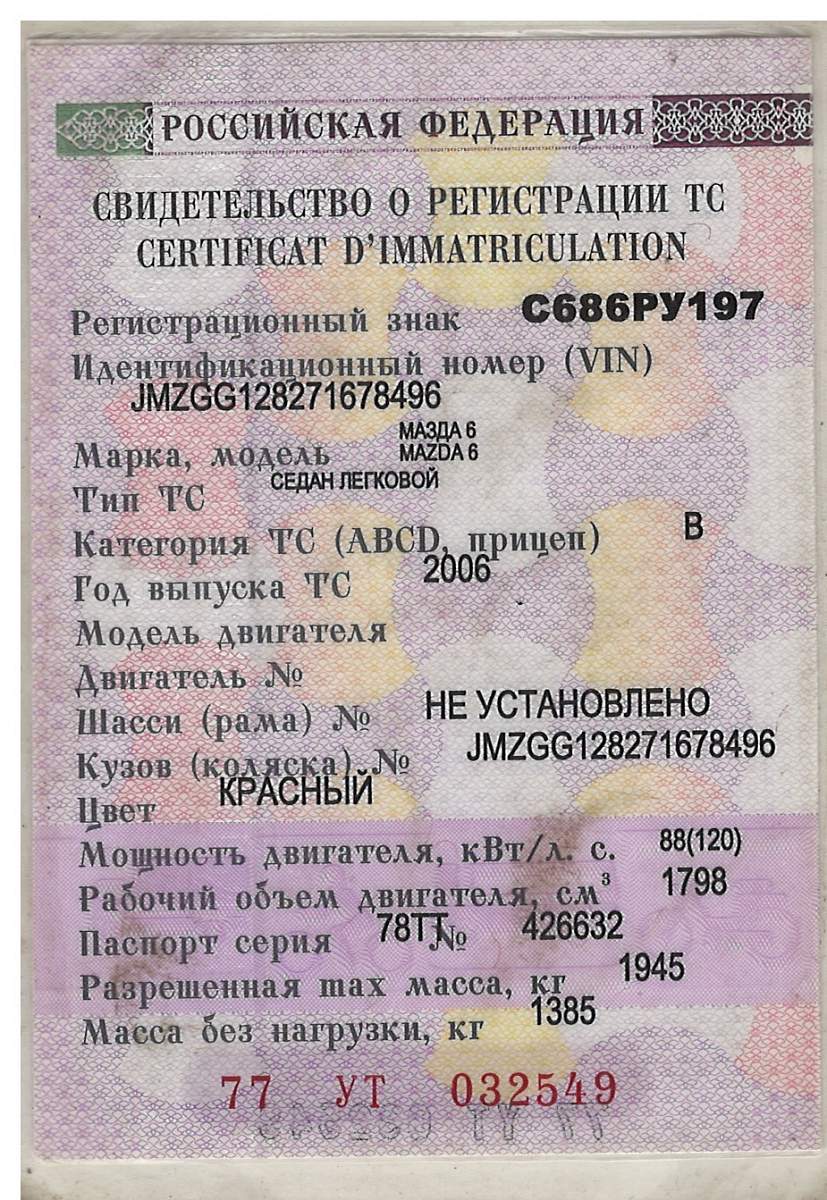 РОССИЙСКАЯ ФЕДЕРАЦИЯ
СВИДЕТЕЛЬСТВО О РЕГИСТРАЦИИ ТС
CERTIFICAT D'IMMATRICULATION
Регистрационный знак С686РУ197
Идентификационный номер (VIN)
JMZGG128271678496
МАЗДА 6
Марка, модель MAZDA 6
Тип ТС СЕДАН ЛЕГКОВОЙ
Категория ТС (ABCD, прицеп) B
Год выпуска ТС 2006
Модель двигателя
Двигатель №
Шасси (рама) № НЕ УСТАНОВЛЕНО
Кузов (коляска) № JMZGG128271678496
Цвет КРАСНЫЙ
Мощность двигателя, кВт/л. с. 88(120)
Рабочий объем двигателя, см³ 1798
Паспорт серия 78ТТ № 426632
Разрешенная max масса, кг 1945
Масса без нагрузки, кг 1385
77 УТ 032549